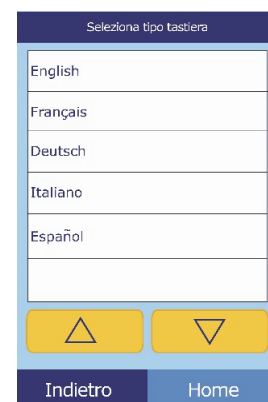 Seleziona tipo tastiera
English
Français
Deutsch
Italiano
Español
Indietro
Home